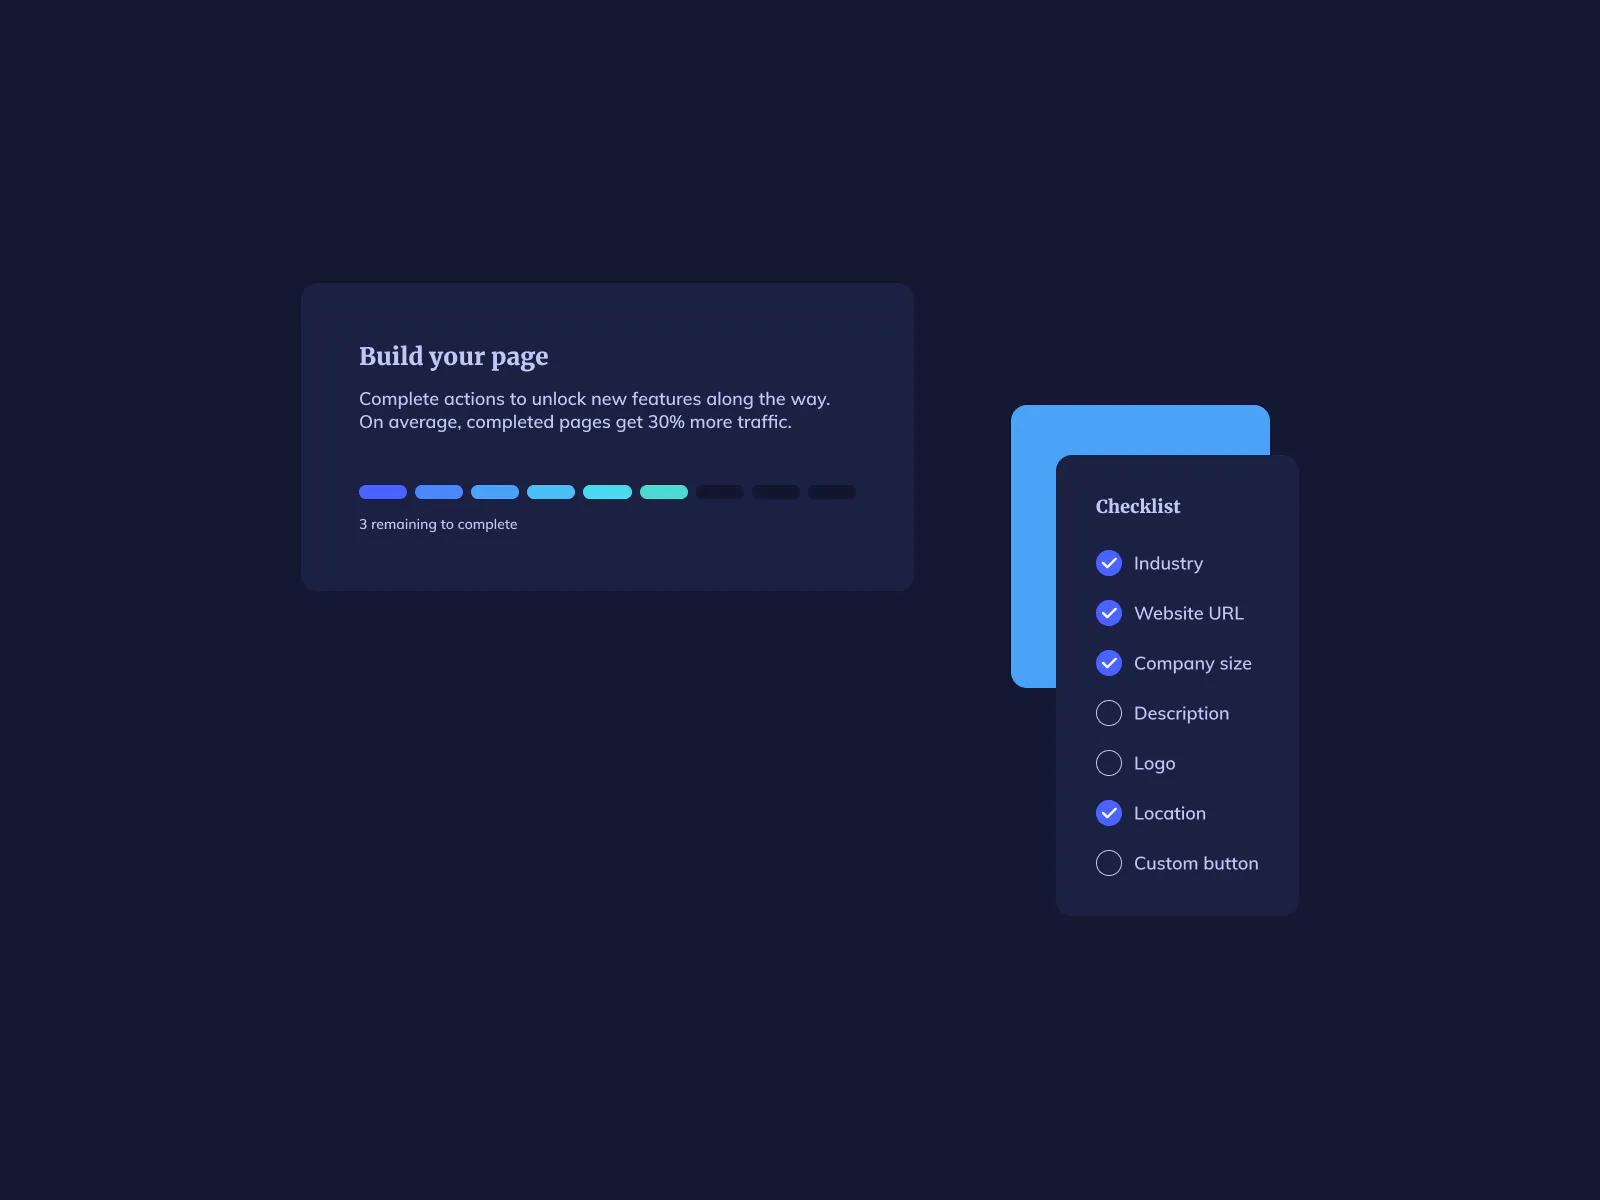 Build your page
Complete actions to unlock new features along the way.
On average, completed pages get 30% more traffic.
3 remaining to complete
Checklist
Industry
Website URL
Company size
Description
Logo
Location
Custom button